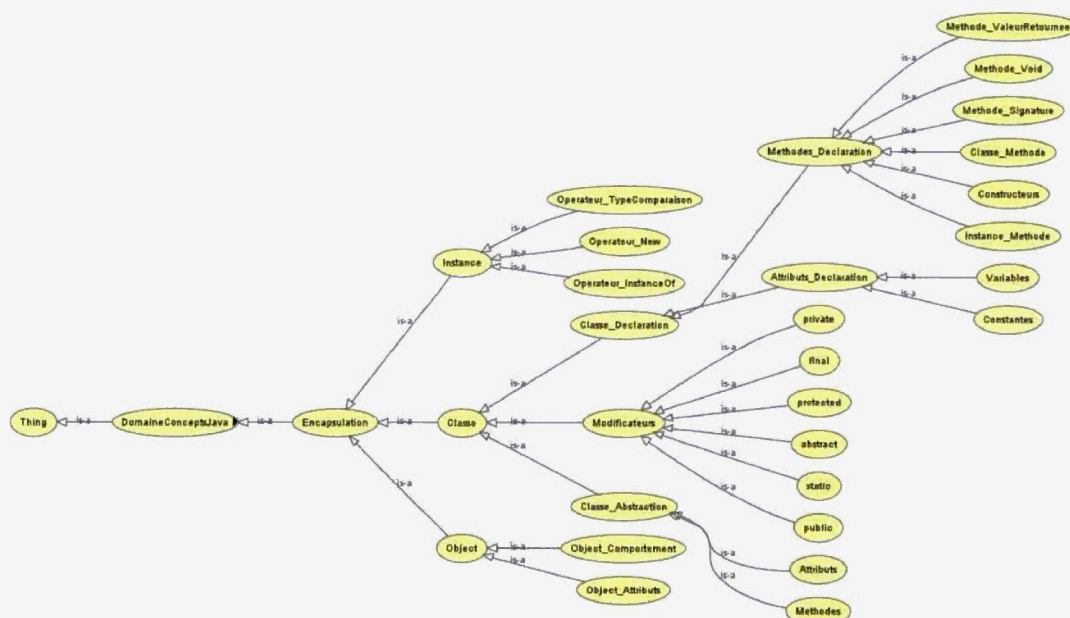 Methode_ValeurRetournee
is-a
Methode_Void
is-a
is-a
Methode_Signature
Methodes_Declaration
is-a
Classe_Methode
is-a
Constructeurs
is-a
Instance_Methode
Operateur_TypeComparaison
is-a
Operateur_New
Instance
is-a
is-a
Operateur_InstanceOf
is-a
Attributs_Declaration
is-a
Variables
is-a
Constantes
is-a
Classe_Declaration
is-a
private
is-a
final
is-a
is-a
protected
is-a
Thing
is-a
DomaineConceptsJava
is-a
Encapsulation
is-a
Classe
is-a
Modificateurs
is-a
abstract
is-a
static
is-a
public
is-a
Classe_Abstraction
is-a
Object
is-a
Object_Comportement
is-a
Object_Attributs
is-a
Attributs
is-a
Methodes